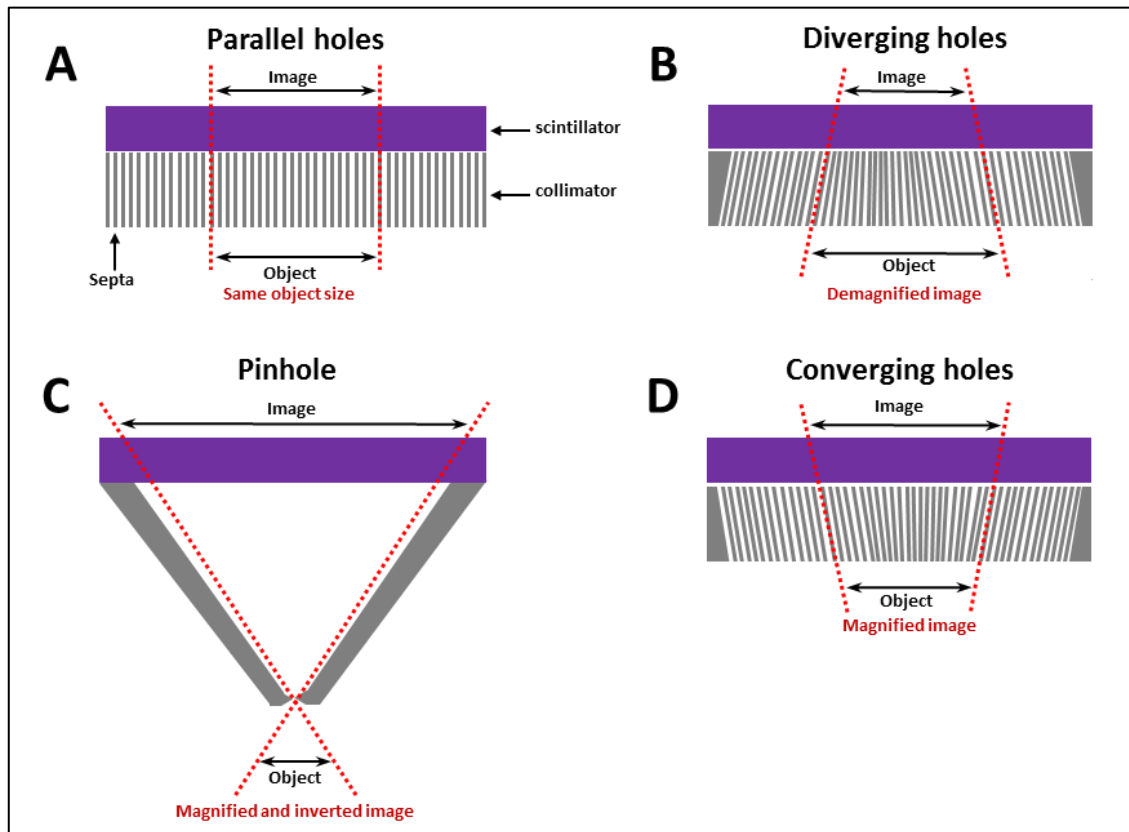 A
Parallel holes
Image
scintillator
collimator
Septa
Object
Same object size
B
Diverging holes
Image
Object
Demagnified image
C
Pinhole
Image
Object
Magnified and inverted image
D
Converging holes
Image
Object
Magnified image